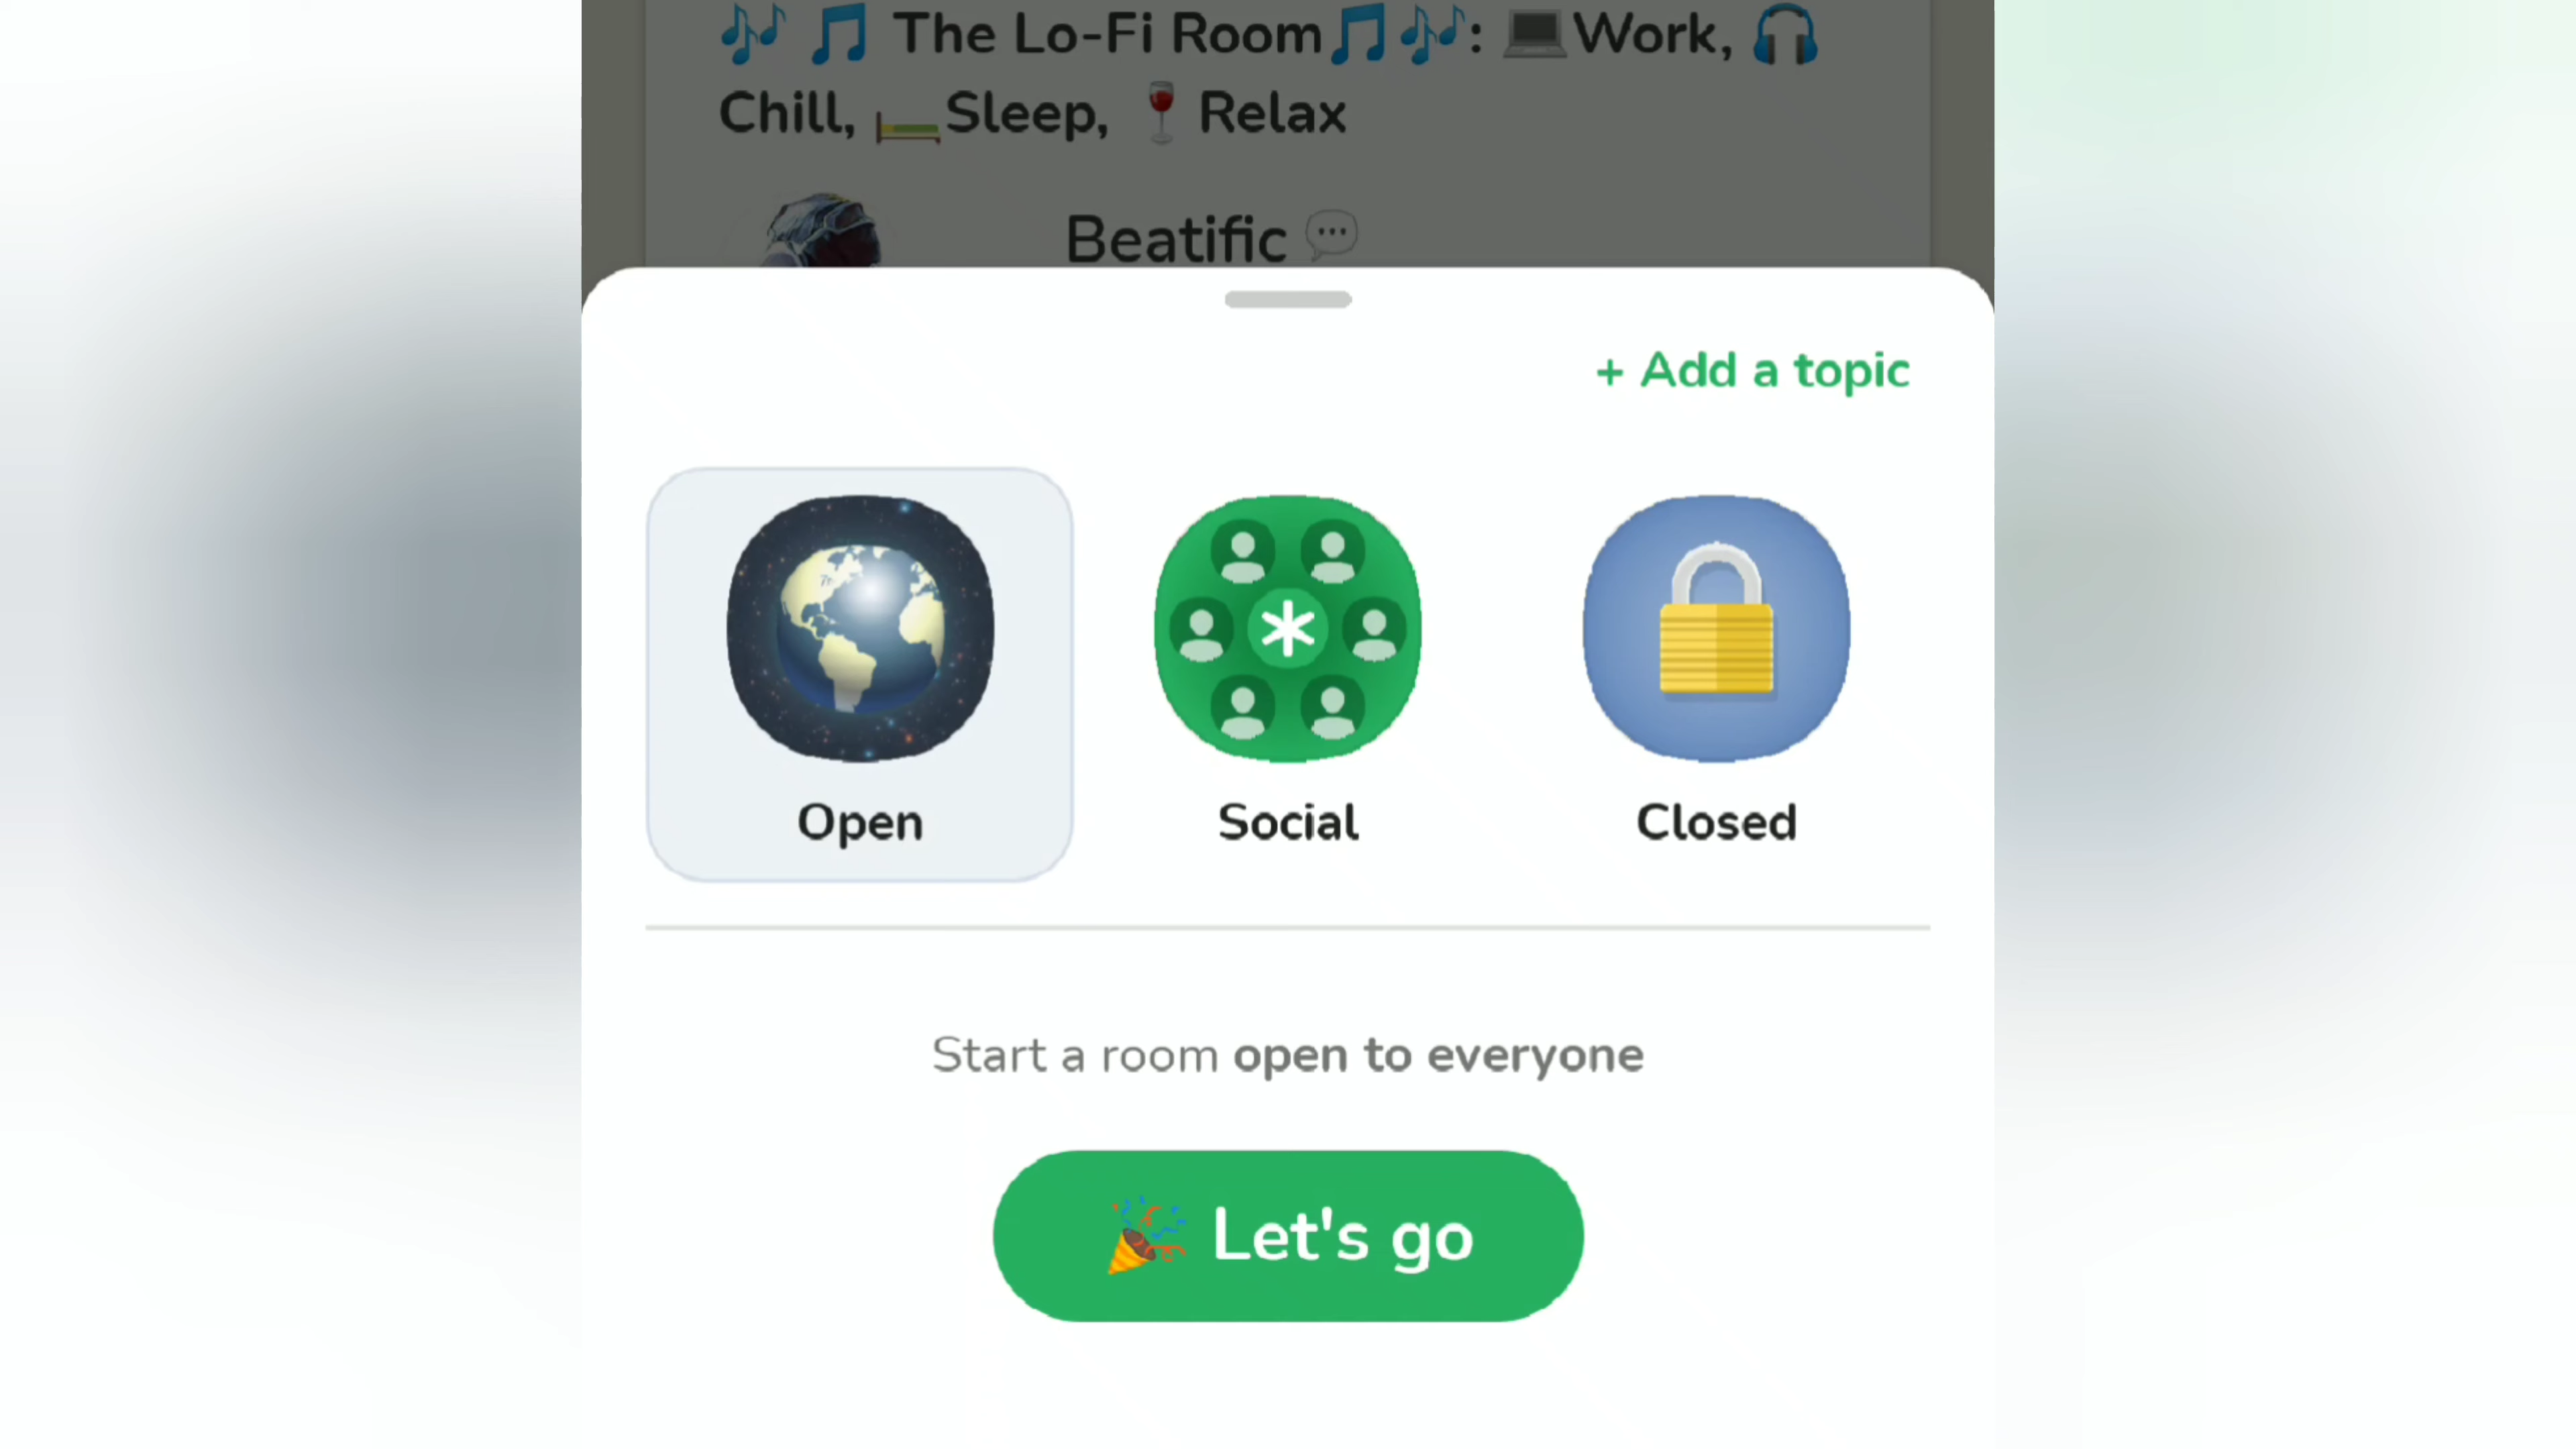 🎶 🎵 The Lo-Fi Room🎵🎶: 💻Work, 🎧
Chill, 🛏️Sleep, 🍷Relax
Beatific 💬
+ Add a topic
Open
Social
Closed
Start a room open to everyone
🎉 Let's go